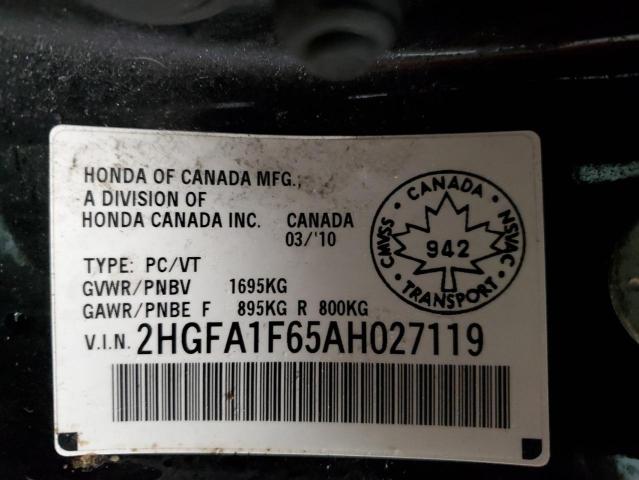 HONDA OF CANADA MFG.,
A DIVISION OF
HONDA CANADA INC. CANADA
03/'10
TYPE: PC/VT
GVWR/PNBV 1695KG
GAWR/PNBE F 895KG R 800KG
V.I.N. 2HGFA1F65AH027119
CANADA
CMVSS NSVAC
942
TRANSPORT